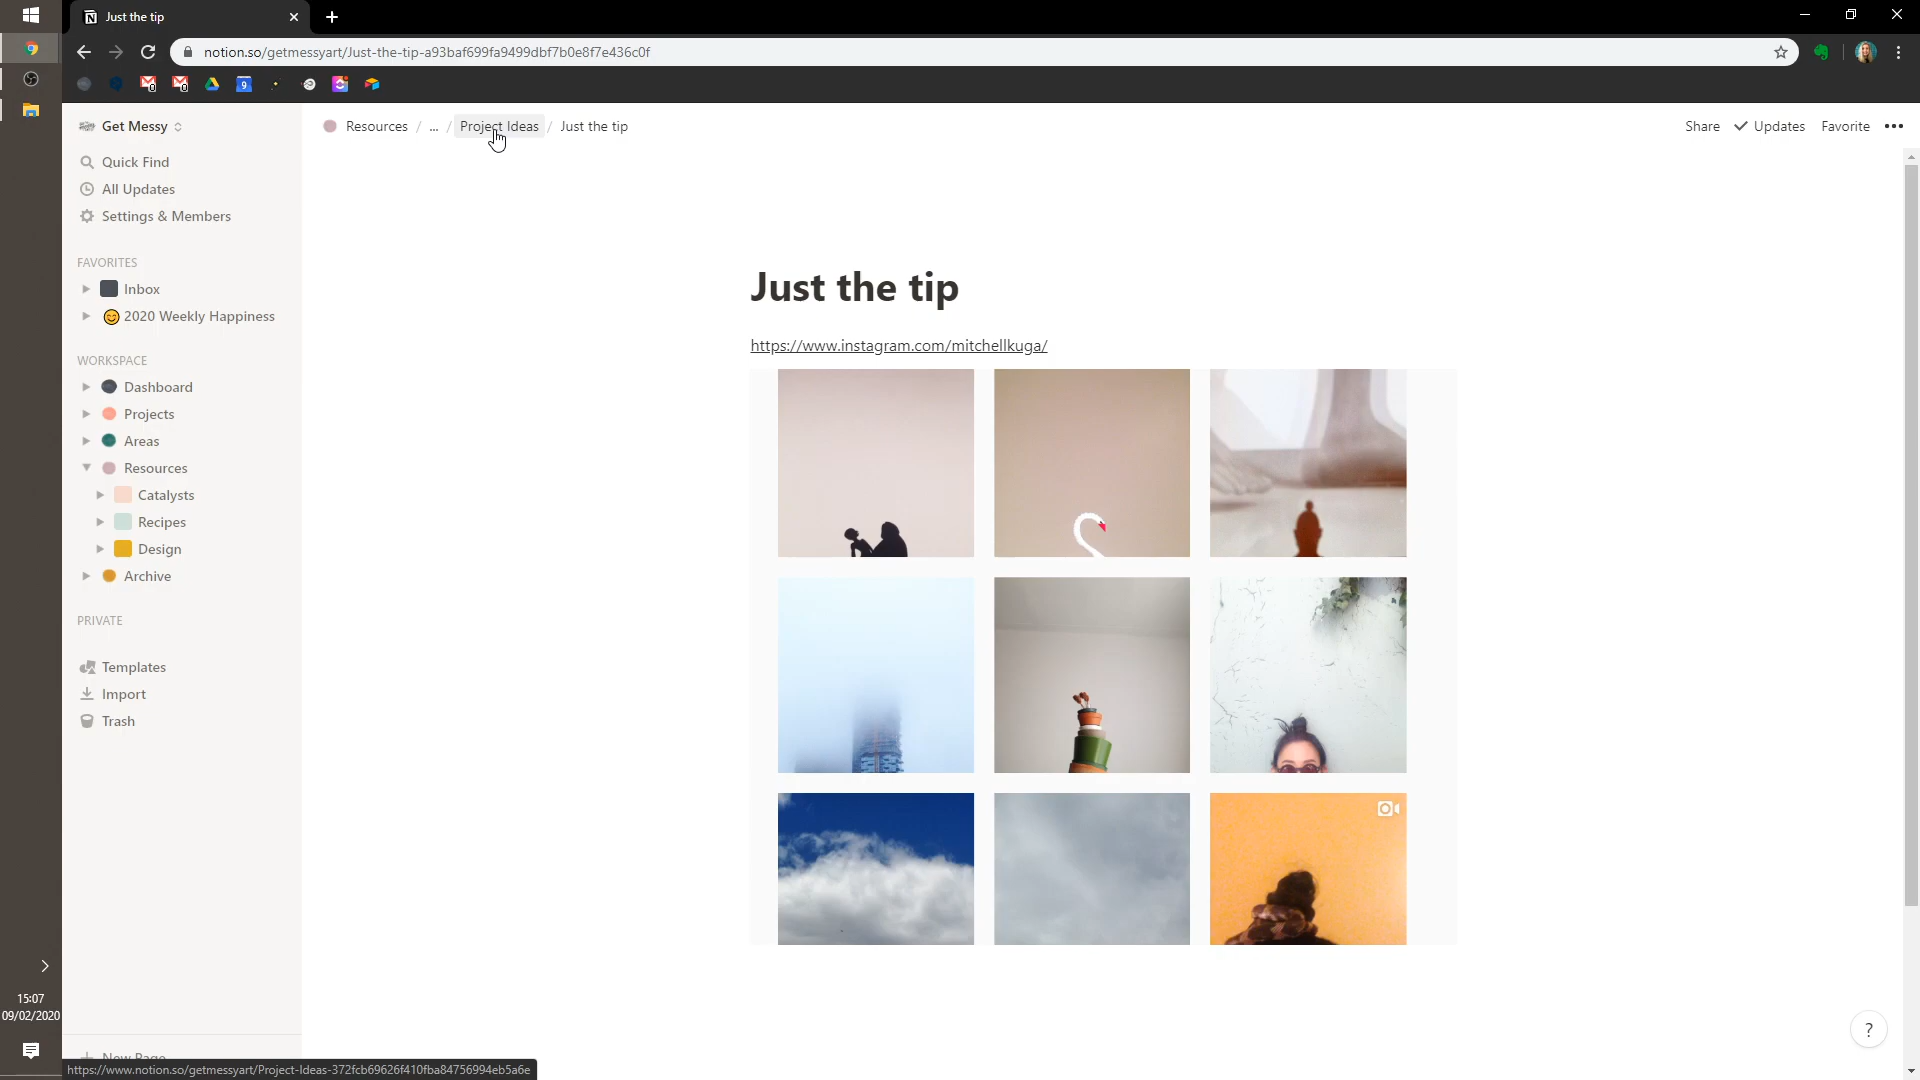 Just the tip
notion.so/getmessyart/Just-the-tip-a93baf699fa9499dbf7b0e8f7e436c0f
Get Messy
Resources / ... / Project Ideas / Just the tip
Share Updates Favorite
Quick Find
All Updates
Settings & Members
FAVORITES
Inbox
2020 Weekly Happiness
WORKSPACE
Dashboard
Projects
Areas
Resources
Catalysts
Recipes
Design
Archive
PRIVATE
Templates
Import
Trash
New Page
Just the tip
https://www.instagram.com/mitchellkuga/
15:07
09/02/2020
https://www.notion.so/getmessyart/Project-Ideas-372fcb69626f410fba84756994eb5a6e
?